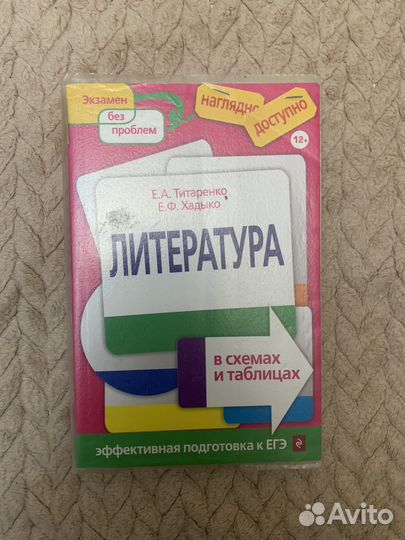 Экзамен
без
проблем
наглядно
доступно
12+
Е.А. Титаренко
Е.Ф. Хадыко
ЛИТЕРАТУРА
в схемах
и таблицах
эффективная подготовка к ЕГЭ
Avito